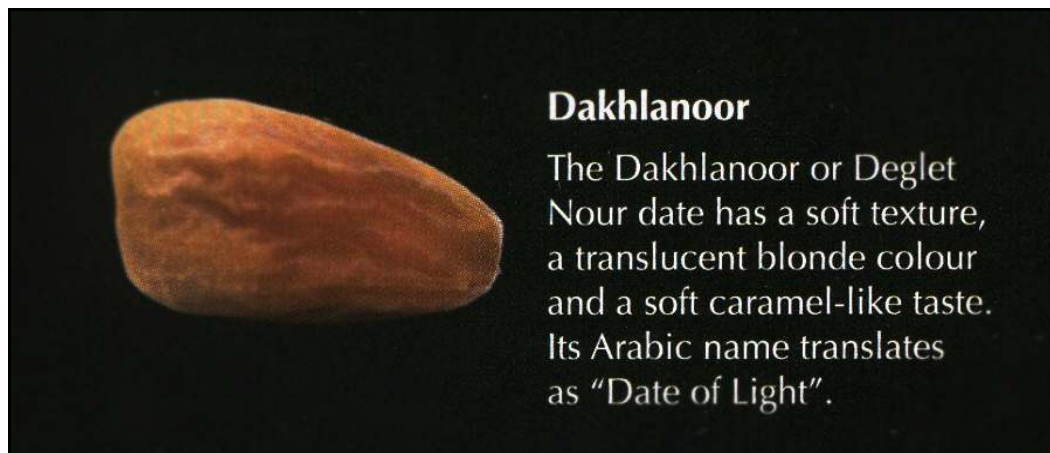 Dakhlanoor
The Dakhlanoor or Deglet
Nour date has a soft texture,
a translucent blonde colour
and a soft caramel-like taste.
Its Arabic name translates
as “Date of Light”.